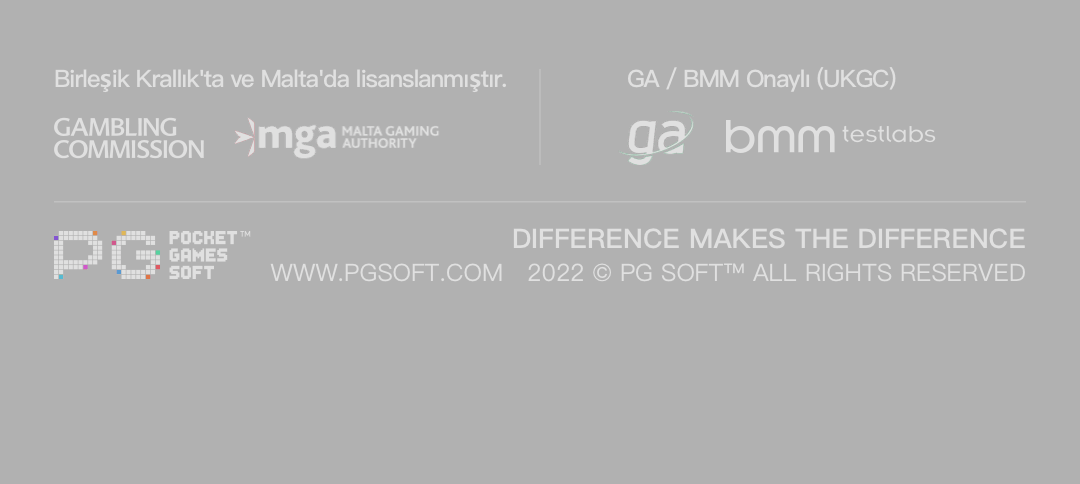 Birleşik Krallık'ta ve Malta'da lisanslanmıştır.
GAMBLING
COMMISSION
mga MALTA GAMING
AUTHORITY
GA / BMM Onaylı (UKGC)
ga
bmm testlabs
PG POCKET™
GAMES
SOFT
WWW.PGSOFT.COM
DIFFERENCE MAKES THE DIFFERENCE
2022 © PG SOFT™ ALL RIGHTS RESERVED